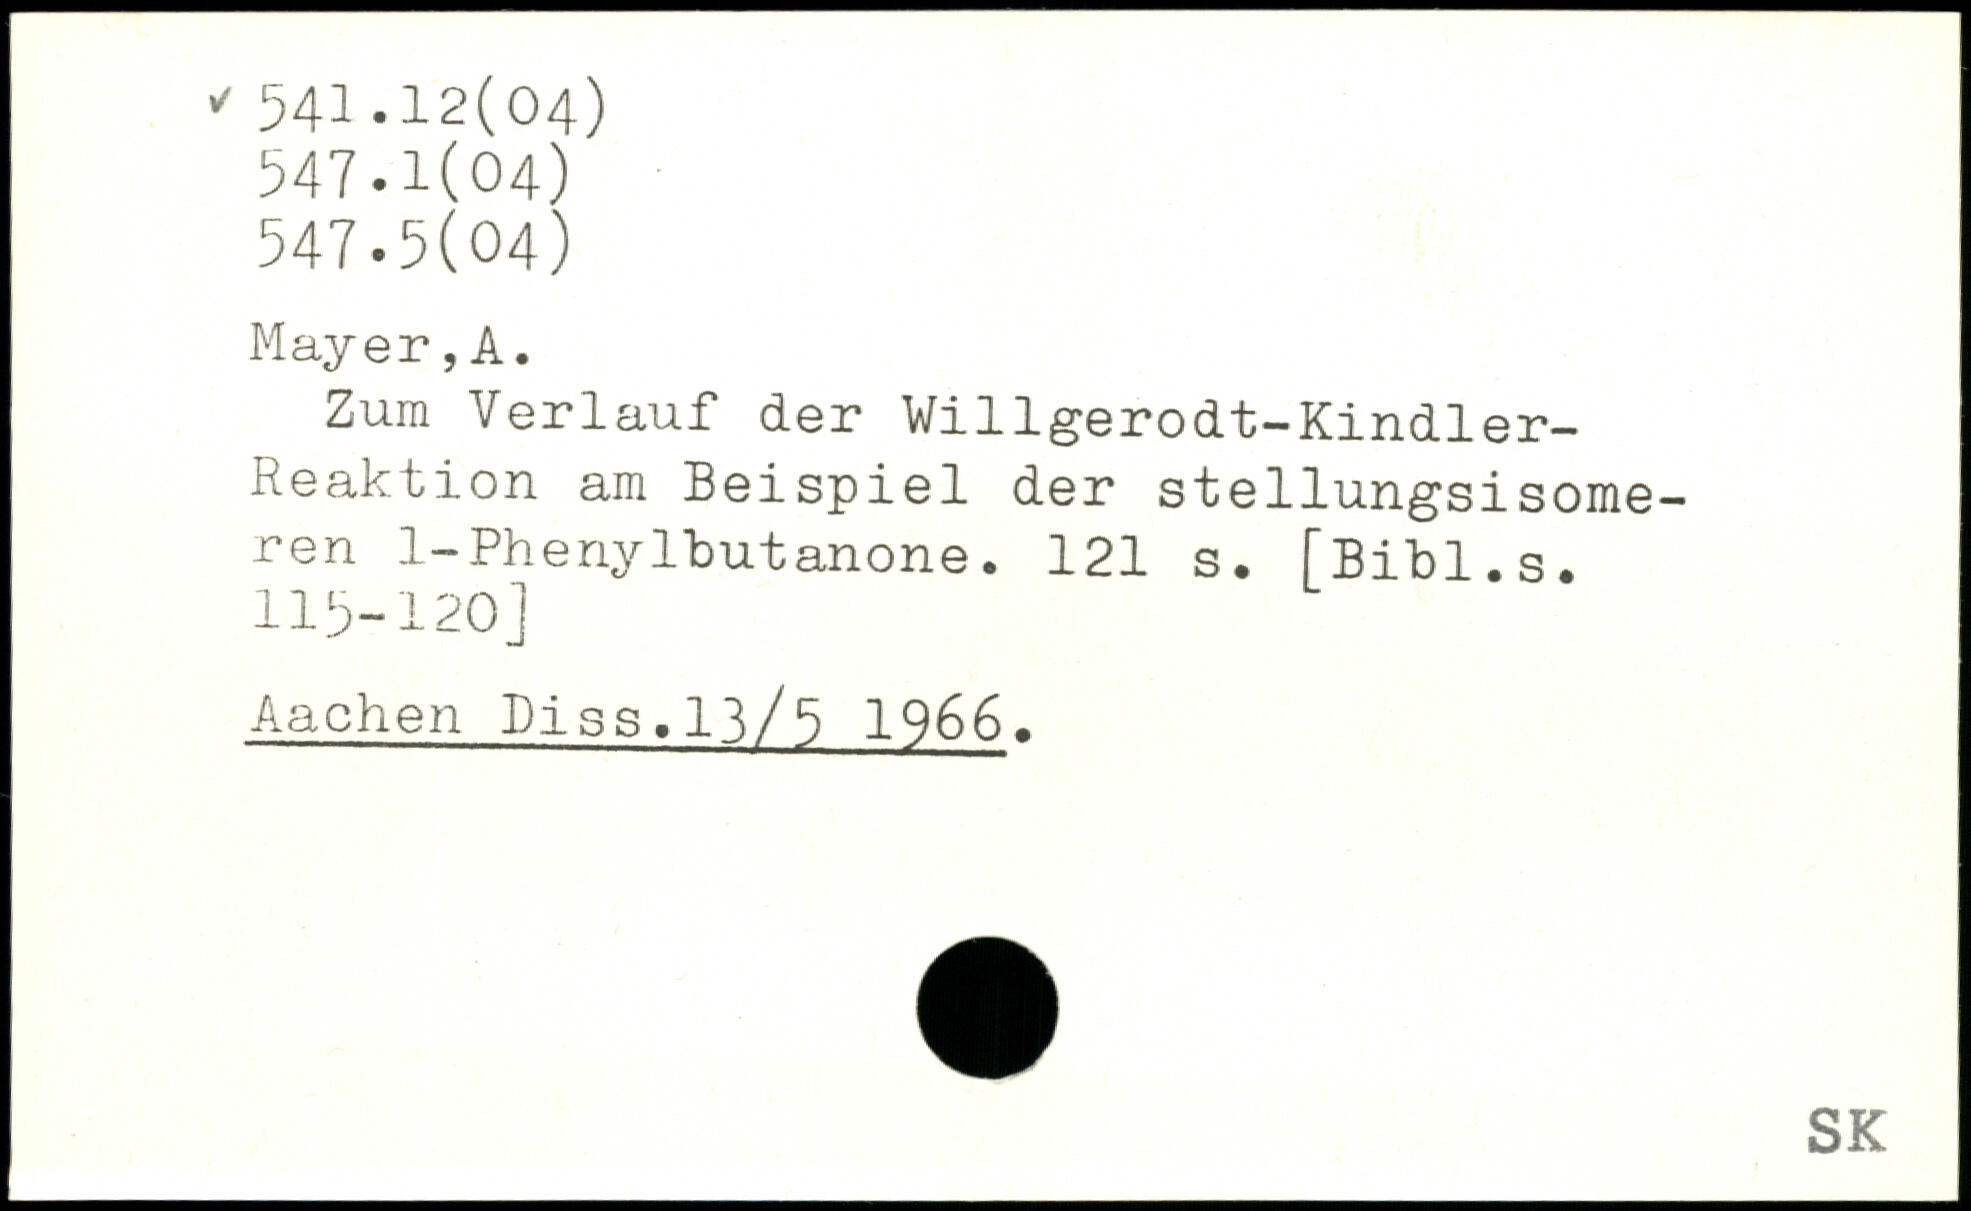 ✓ 541.12(04)
547.1(04)
547.5(04)
Mayer,A.
Zum Verlauf der Willgerodt-Kindler-
Reaktion am Beispiel der stellungsisome-
ren 1-Phenylbutanone. 121 s. [Bibl.s.
115-120]
Aachen Diss.13/5 1966.
SK